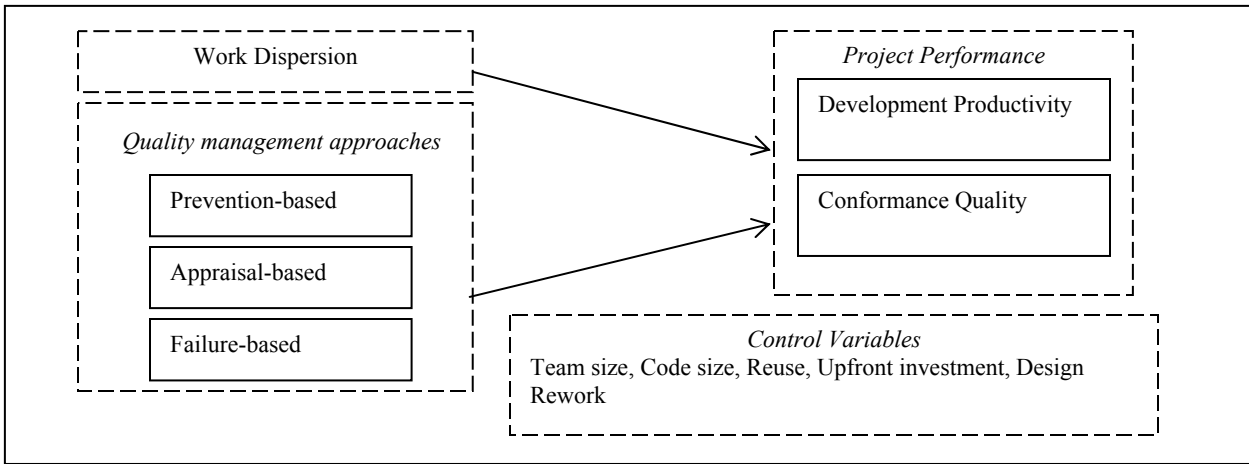 Work Dispersion
Quality management approaches
Prevention-based
Appraisal-based
Failure-based
Project Performance
Development Productivity
Conformance Quality
Control Variables
Team size, Code size, Reuse, Upfront investment, Design
Rework